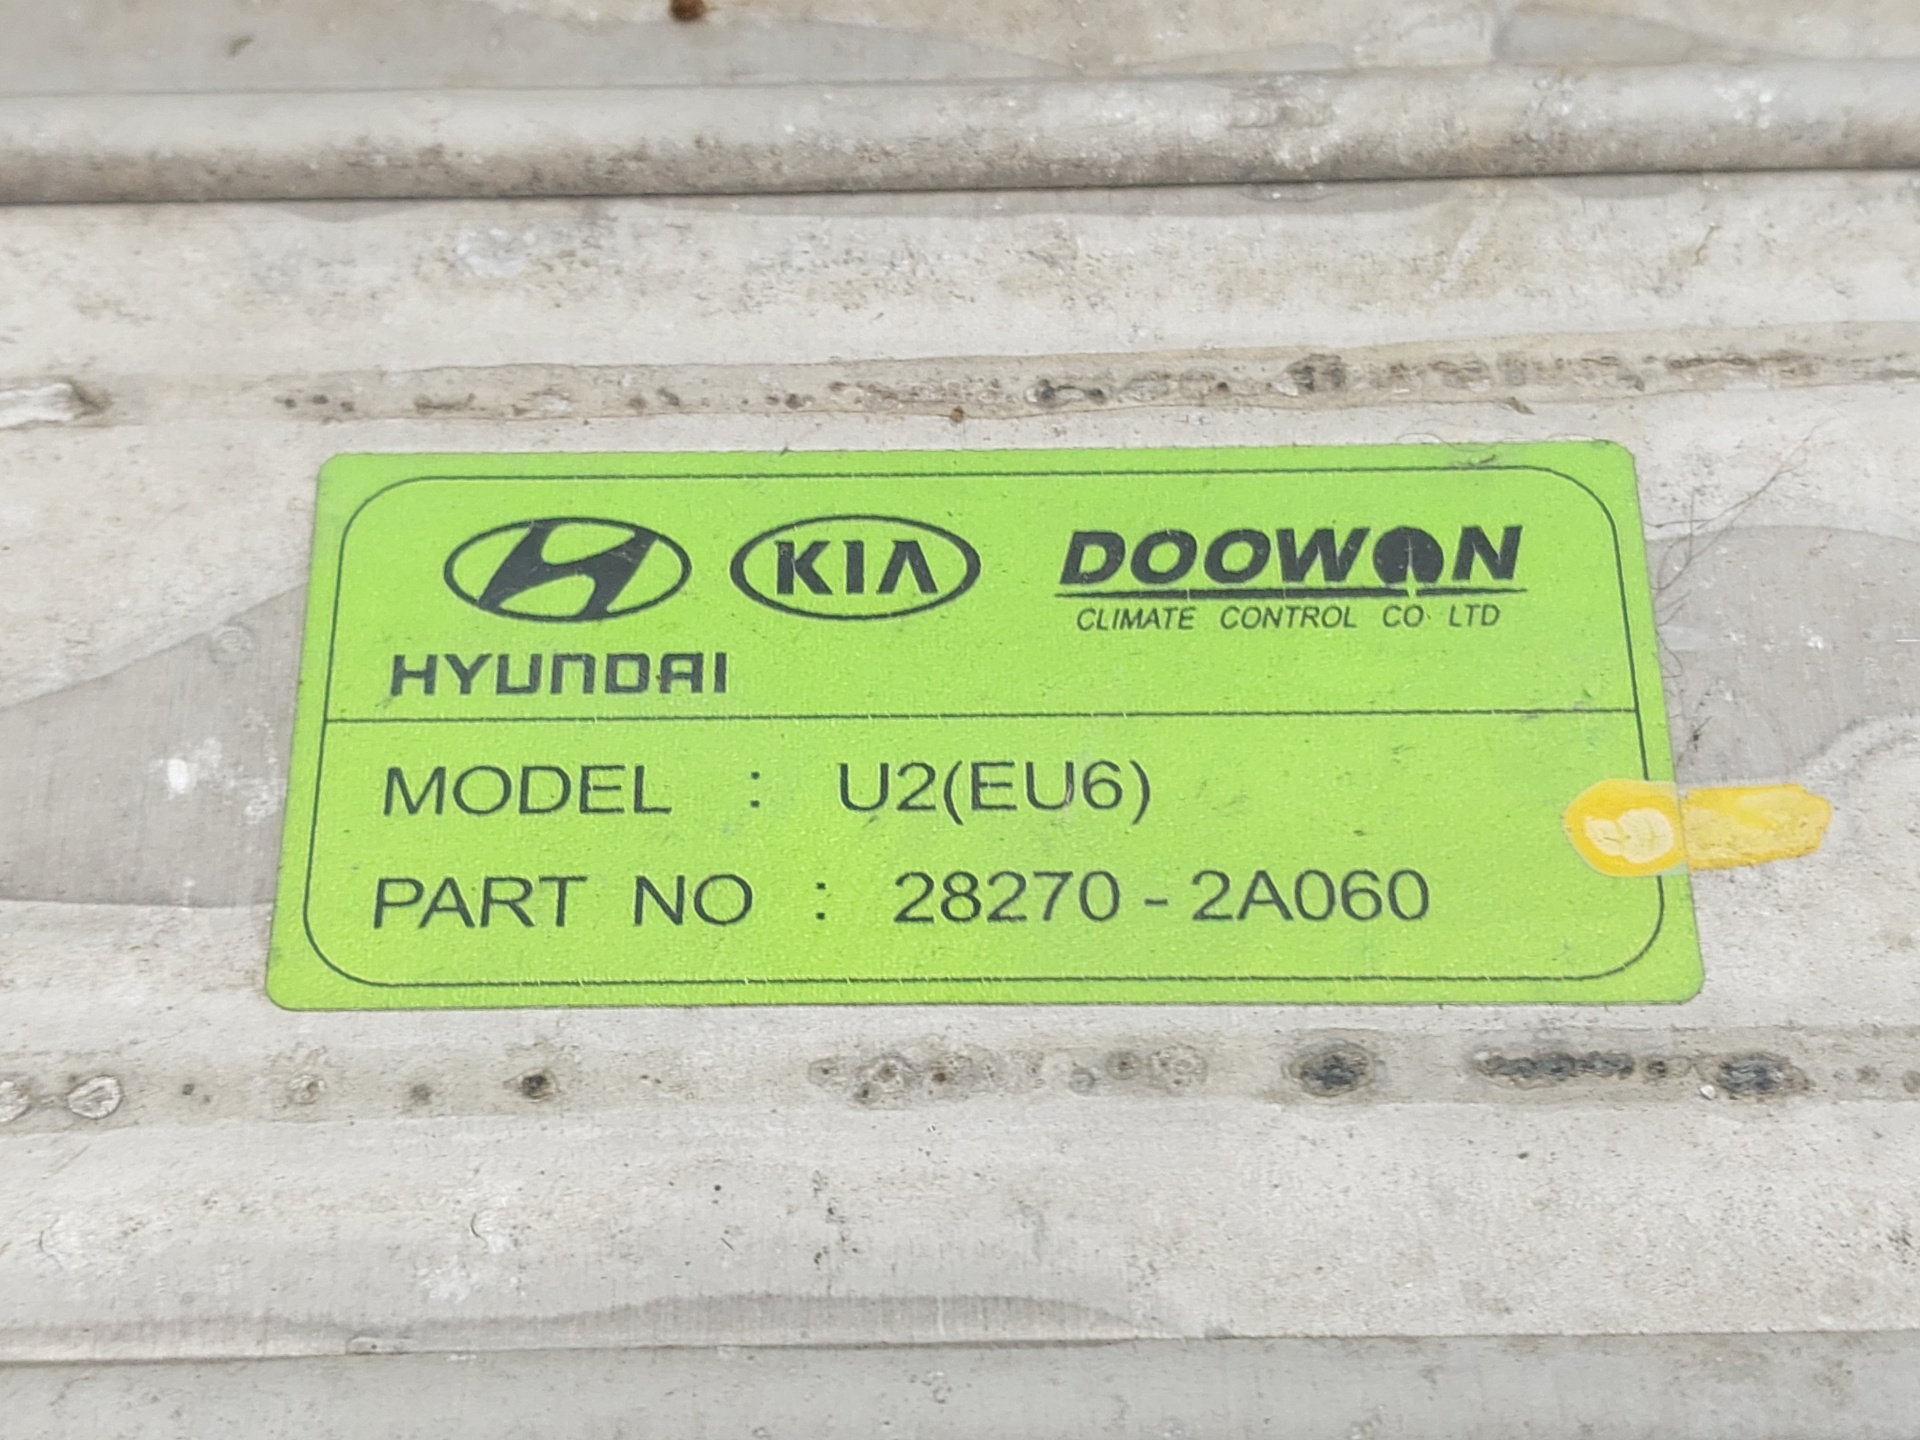 KIA DOOWON
CLIMATE CONTROL CO LTD
HYUNDAI
MODEL : U2(EU6)
PART NO : 28270-2A060